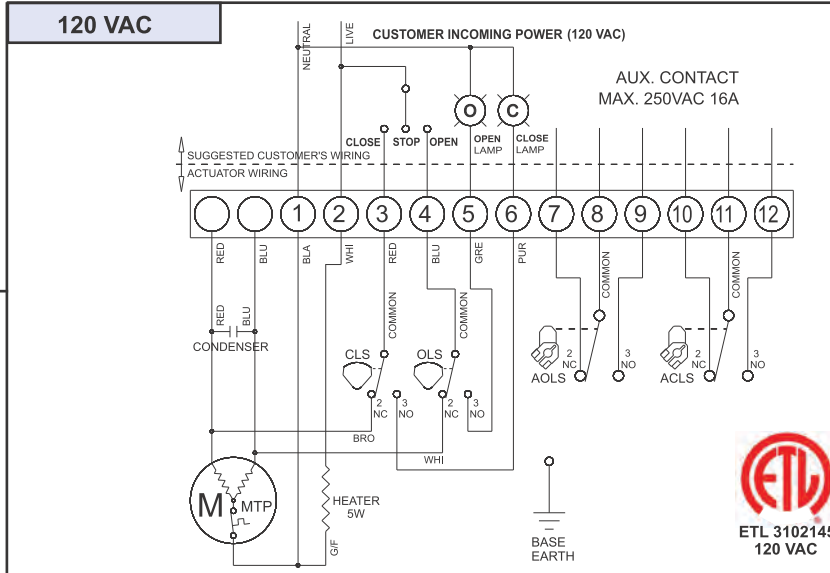 120 VAC
NEUTRAL
LIVE
CUSTOMER INCOMING POWER (120 VAC)
AUX. CONTACT
MAX. 250VAC 16A
O
C
CLOSE
STOP
OPEN
OPEN
LAMP
CLOSE
LAMP
SUGGESTED CUSTOMER'S WIRING
ACTUATOR WIRING
1
2
3
4
5
6
7
8
9
10
11
12
RED
BLU
BLA
WHI
RED
BLU
GRE
PUR
COMMON
COMMON
COMMON
COMMON
RED
BLU
CONDENSER
CLS
OLS
2
NC
3
NO
2
NC
3
NO
AOLS
2
NC
3
NO
ACLS
2
NC
3
NO
BRO
WHI
M
MTP
HEATER
5W
G/F
BASE
EARTH
ETL
®
ETL 3102145
120 VAC